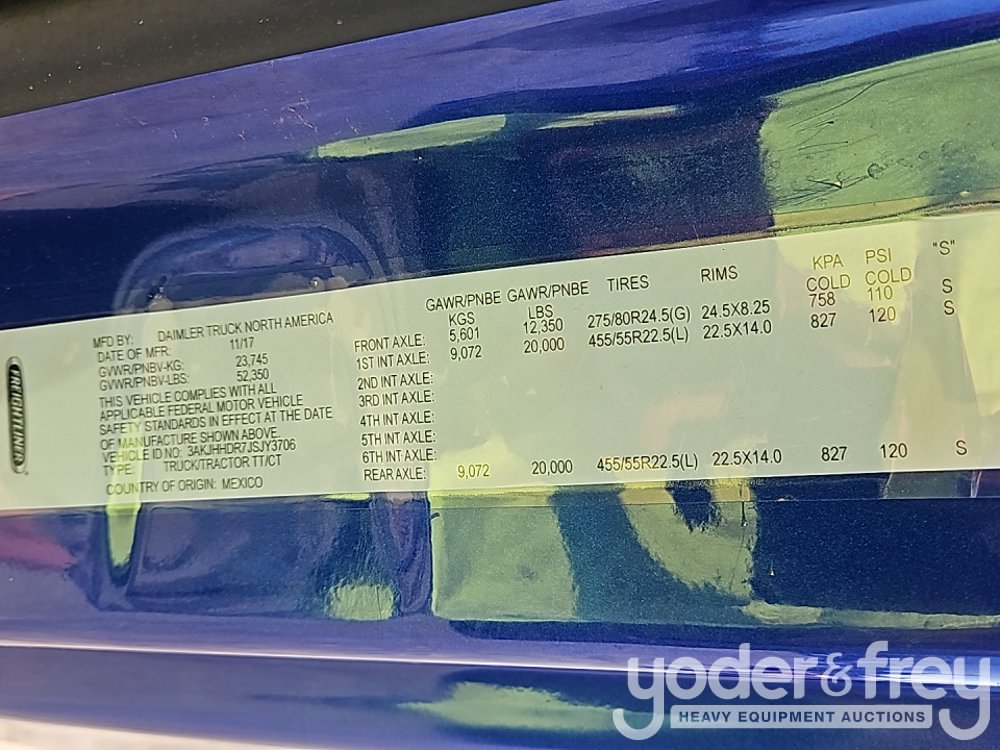 FREIGHTLINER
MFD BY: DAIMLER TRUCK NORTH AMERICA
DATE OF MFR: 11/17
GVWR/PNBV-KG: 23,745
GVWR/PNBV-LBS: 52,350
THIS VEHICLE COMPLIES WITH ALL
APPLICABLE FEDERAL MOTOR VEHICLE
SAFETY STANDARDS IN EFFECT AT THE DATE
OF MANUFACTURE SHOWN ABOVE.
VEHICLE ID NO: 3AKJHHDR7JSJY3706
TYPE: TRUCK/TRACTOR TT/CT
COUNTRY OF ORIGIN: MEXICO
GAWR/PNBE GAWR/PNBE TIRES RIMS KPA PSI "S"
KGS LBS COLD COLD
FRONT AXLE: 5,601 12,350 275/80R24.5(G) 24.5X8.25 758 110 S
1ST INT AXLE: 9,072 20,000 455/55R22.5(L) 22.5X14.0 827 120 S
2ND INT AXLE:
3RD INT AXLE:
4TH INT AXLE:
5TH INT AXLE:
6TH INT AXLE:
REAR AXLE: 9,072 20,000 455/55R22.5(L) 22.5X14.0 827 120 S
yoder&frey
HEAVY EQUIPMENT AUCTIONS